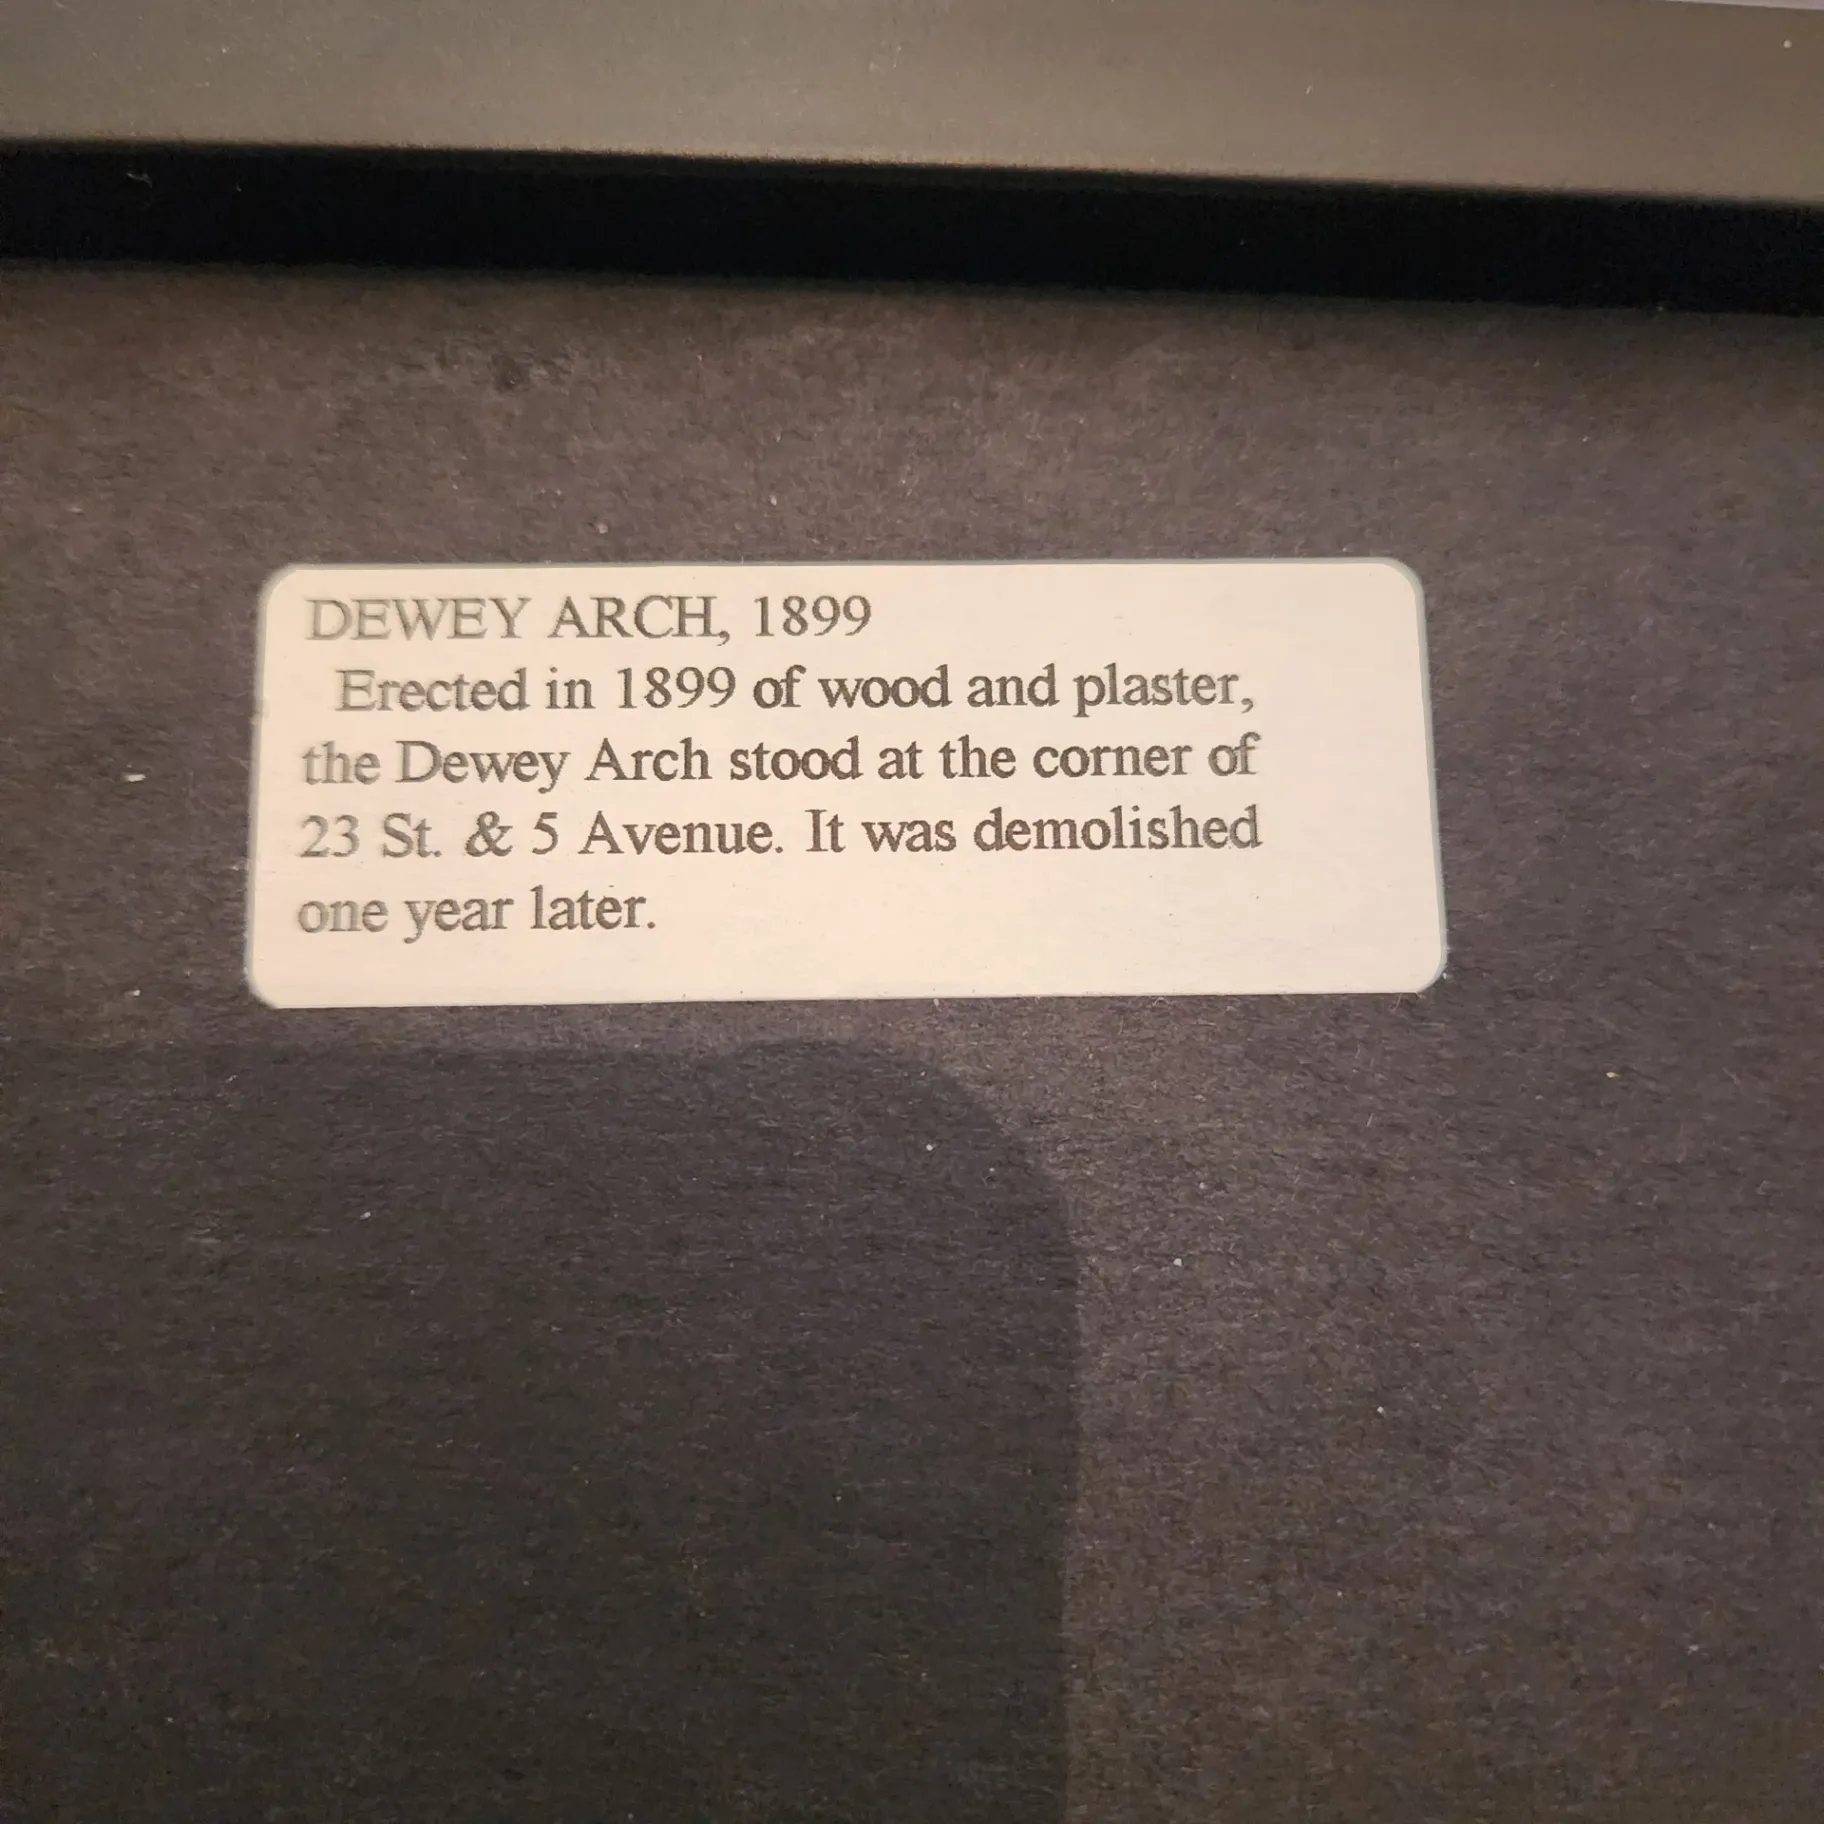 DEWEY ARCH, 1899
Erected in 1899 of wood and plaster,
the Dewey Arch stood at the corner of
23 St. & 5 Avenue. It was demolished
one year later.